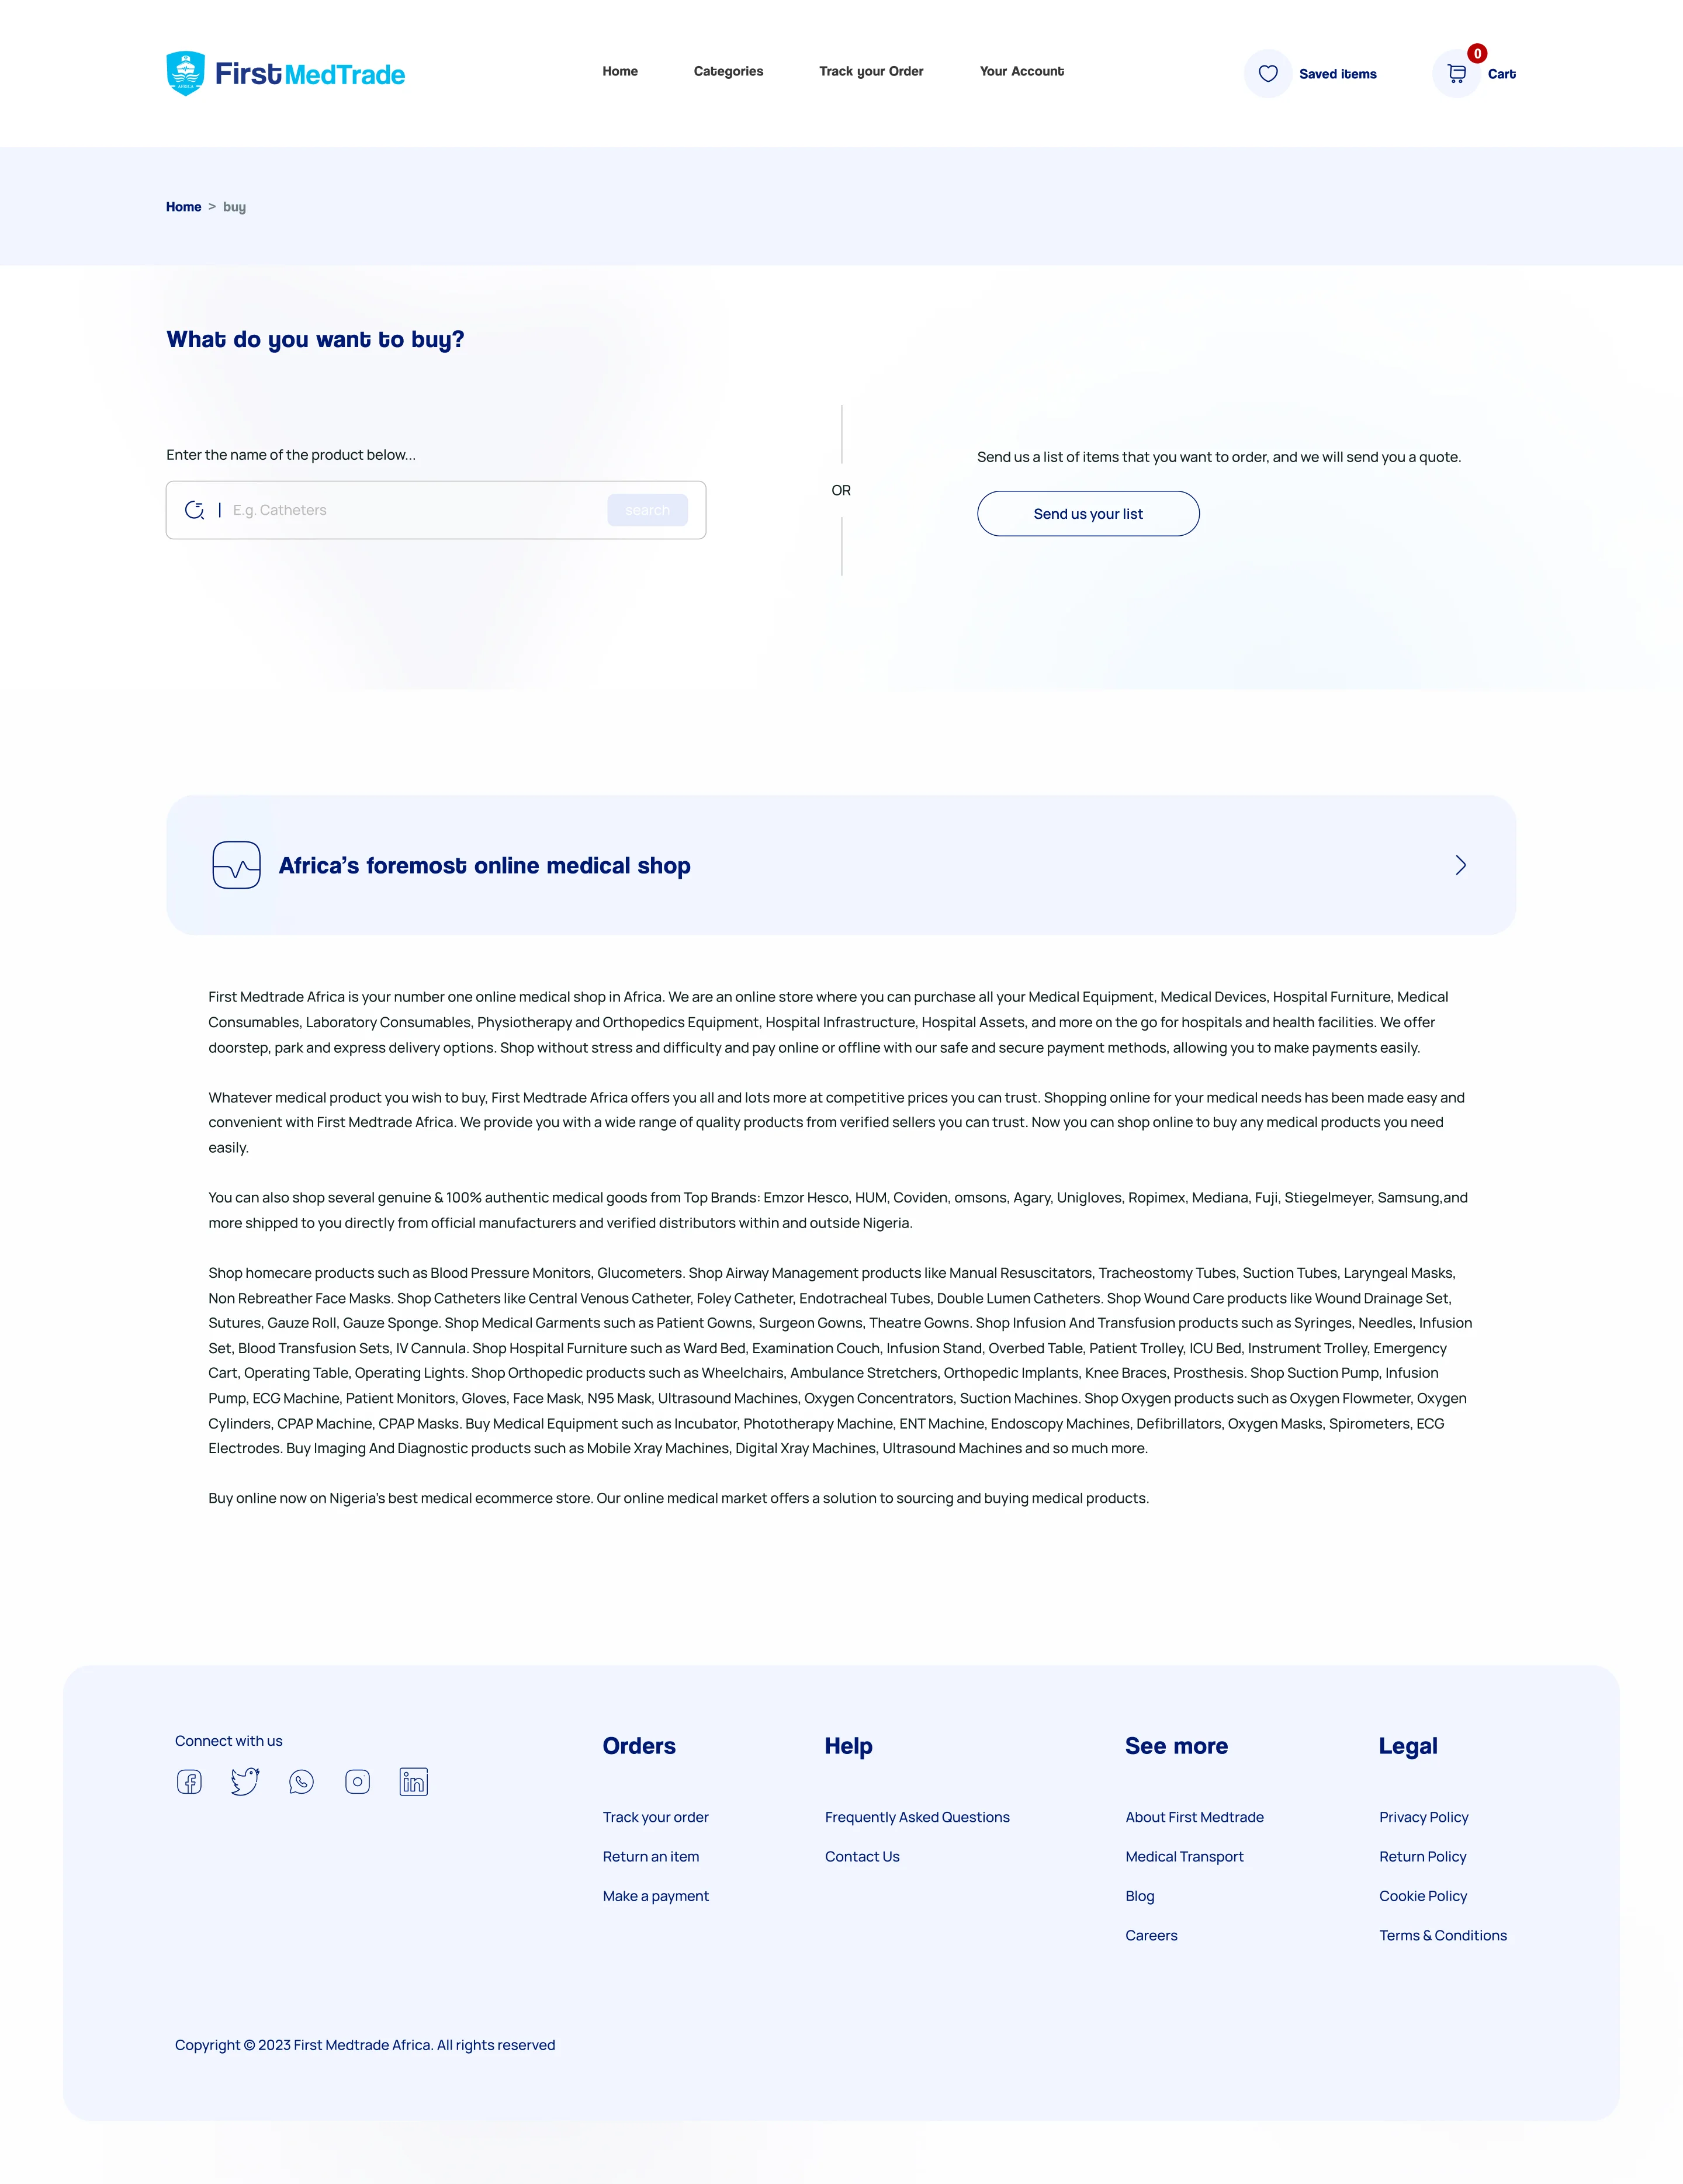 AFRICA
FirstMedTrade
Home
Categories
Track your Order
Your Account
Saved items
0
Cart
Home > buy
What do you want to buy?
Enter the name of the product below...
E.g. Catheters
search
OR
Send us a list of items that you want to order, and we will send you a quote.
Send us your list
Africa’s foremost online medical shop
First Medtrade Africa is your number one online medical shop in Africa. We are an online store where you can purchase all your Medical Equipment, Medical Devices, Hospital Furniture, Medical
Consumables, Laboratory Consumables, Physiotherapy and Orthopedics Equipment, Hospital Infrastructure, Hospital Assets, and more on the go for hospitals and health facilities. We offer
doorstep, park and express delivery options. Shop without stress and difficulty and pay online or offline with our safe and secure payment methods, allowing you to make payments easily.
Whatever medical product you wish to buy, First Medtrade Africa offers you all and lots more at competitive prices you can trust. Shopping online for your medical needs has been made easy and
convenient with First Medtrade Africa. We provide you with a wide range of quality products from verified sellers you can trust. Now you can shop online to buy any medical products you need
easily.
You can also shop several genuine & 100% authentic medical goods from Top Brands: Emzor Hesco, HUM, Coviden, omsons, Agary, Unigloves, Ropimex, Mediana, Fuji, Stiegelmeyer, Samsung,and
more shipped to you directly from official manufacturers and verified distributors within and outside Nigeria.
Shop homecare products such as Blood Pressure Monitors, Glucometers. Shop Airway Management products like Manual Resuscitators, Tracheostomy Tubes, Suction Tubes, Laryngeal Masks,
Non Rebreather Face Masks. Shop Catheters like Central Venous Catheter, Foley Catheter, Endotracheal Tubes, Double Lumen Catheters. Shop Wound Care products like Wound Drainage Set,
Sutures, Gauze Roll, Gauze Sponge. Shop Medical Garments such as Patient Gowns, Surgeon Gowns, Theatre Gowns. Shop Infusion And Transfusion products such as Syringes, Needles, Infusion
Set, Blood Transfusion Sets, IV Cannula. Shop Hospital Furniture such as Ward Bed, Examination Couch, Infusion Stand, Overbed Table, Patient Trolley, ICU Bed, Instrument Trolley, Emergency
Cart, Operating Table, Operating Lights. Shop Orthopedic products such as Wheelchairs, Ambulance Stretchers, Orthopedic Implants, Knee Braces, Prosthesis. Shop Suction Pump, Infusion
Pump, ECG Machine, Patient Monitors, Gloves, Face Mask, N95 Mask, Ultrasound Machines, Oxygen Concentrators, Suction Machines. Shop Oxygen products such as Oxygen Flowmeter, Oxygen
Cylinders, CPAP Machine, CPAP Masks. Buy Medical Equipment such as Incubator, Phototherapy Machine, ENT Machine, Endoscopy Machines, Defibrillators, Oxygen Masks, Spirometers, ECG
Electrodes. Buy Imaging And Diagnostic products such as Mobile Xray Machines, Digital Xray Machines, Ultrasound Machines and so much more.
Buy online now on Nigeria’s best medical ecommerce store. Our online medical market offers a solution to sourcing and buying medical products.
Connect with us
Orders
Track your order
Return an item
Make a payment
Help
Frequently Asked Questions
Contact Us
See more
About First Medtrade
Medical Transport
Blog
Careers
Legal
Privacy Policy
Return Policy
Cookie Policy
Terms & Conditions
Copyright © 2023 First Medtrade Africa. All rights reserved